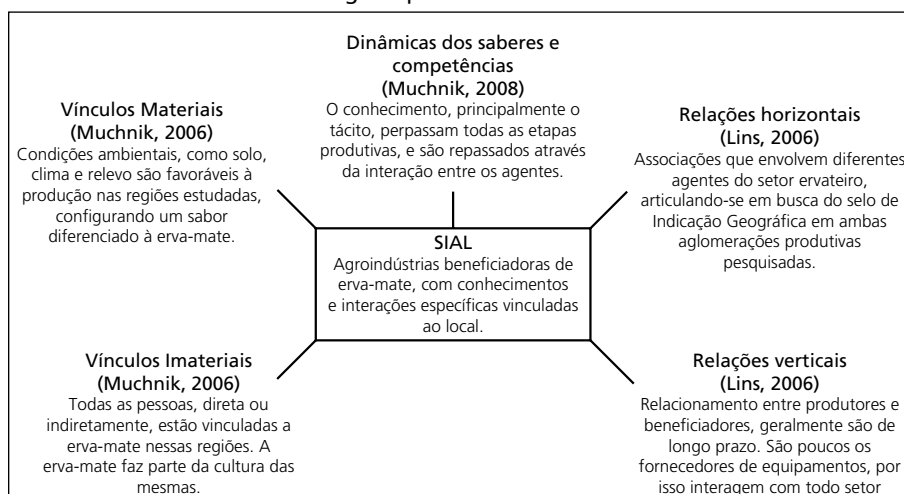 Dinâmicas dos saberes e
competências
(Muchnik, 2008)
O conhecimento, principalmente o
tácito, perpassam todas as etapas
produtivas, e são repassados através
da interação entre os agentes.
Vínculos Materiais
(Muchnik, 2006)
Condições ambientais, como solo,
clima e relevo são favoráveis à
produção nas regiões estudadas,
configurando um sabor
diferenciado à erva-mate.
Relações horizontais
(Lins, 2006)
Associações que envolvem diferentes
agentes do setor ervateiro,
articulando-se em busca do selo de
Indicação Geográfica em ambas
aglomerações produtivas
pesquisadas.
SIAL
Agroindústrias beneficiadoras de
erva-mate, com conhecimentos
e interações específicas vinculadas
ao local.
Vínculos Imateriais
(Muchnik, 2006)
Todas as pessoas, direta ou
indiretamente, estão vinculadas a
erva-mate nessas regiões. A
erva-mate faz parte da cultura das
mesmas.
Relações verticais
(Lins, 2006)
Relacionamento entre produtores e
beneficiadores, geralmente são de
longo prazo. São poucos os
fornecedores de equipamentos, por
isso interagem com todo setor